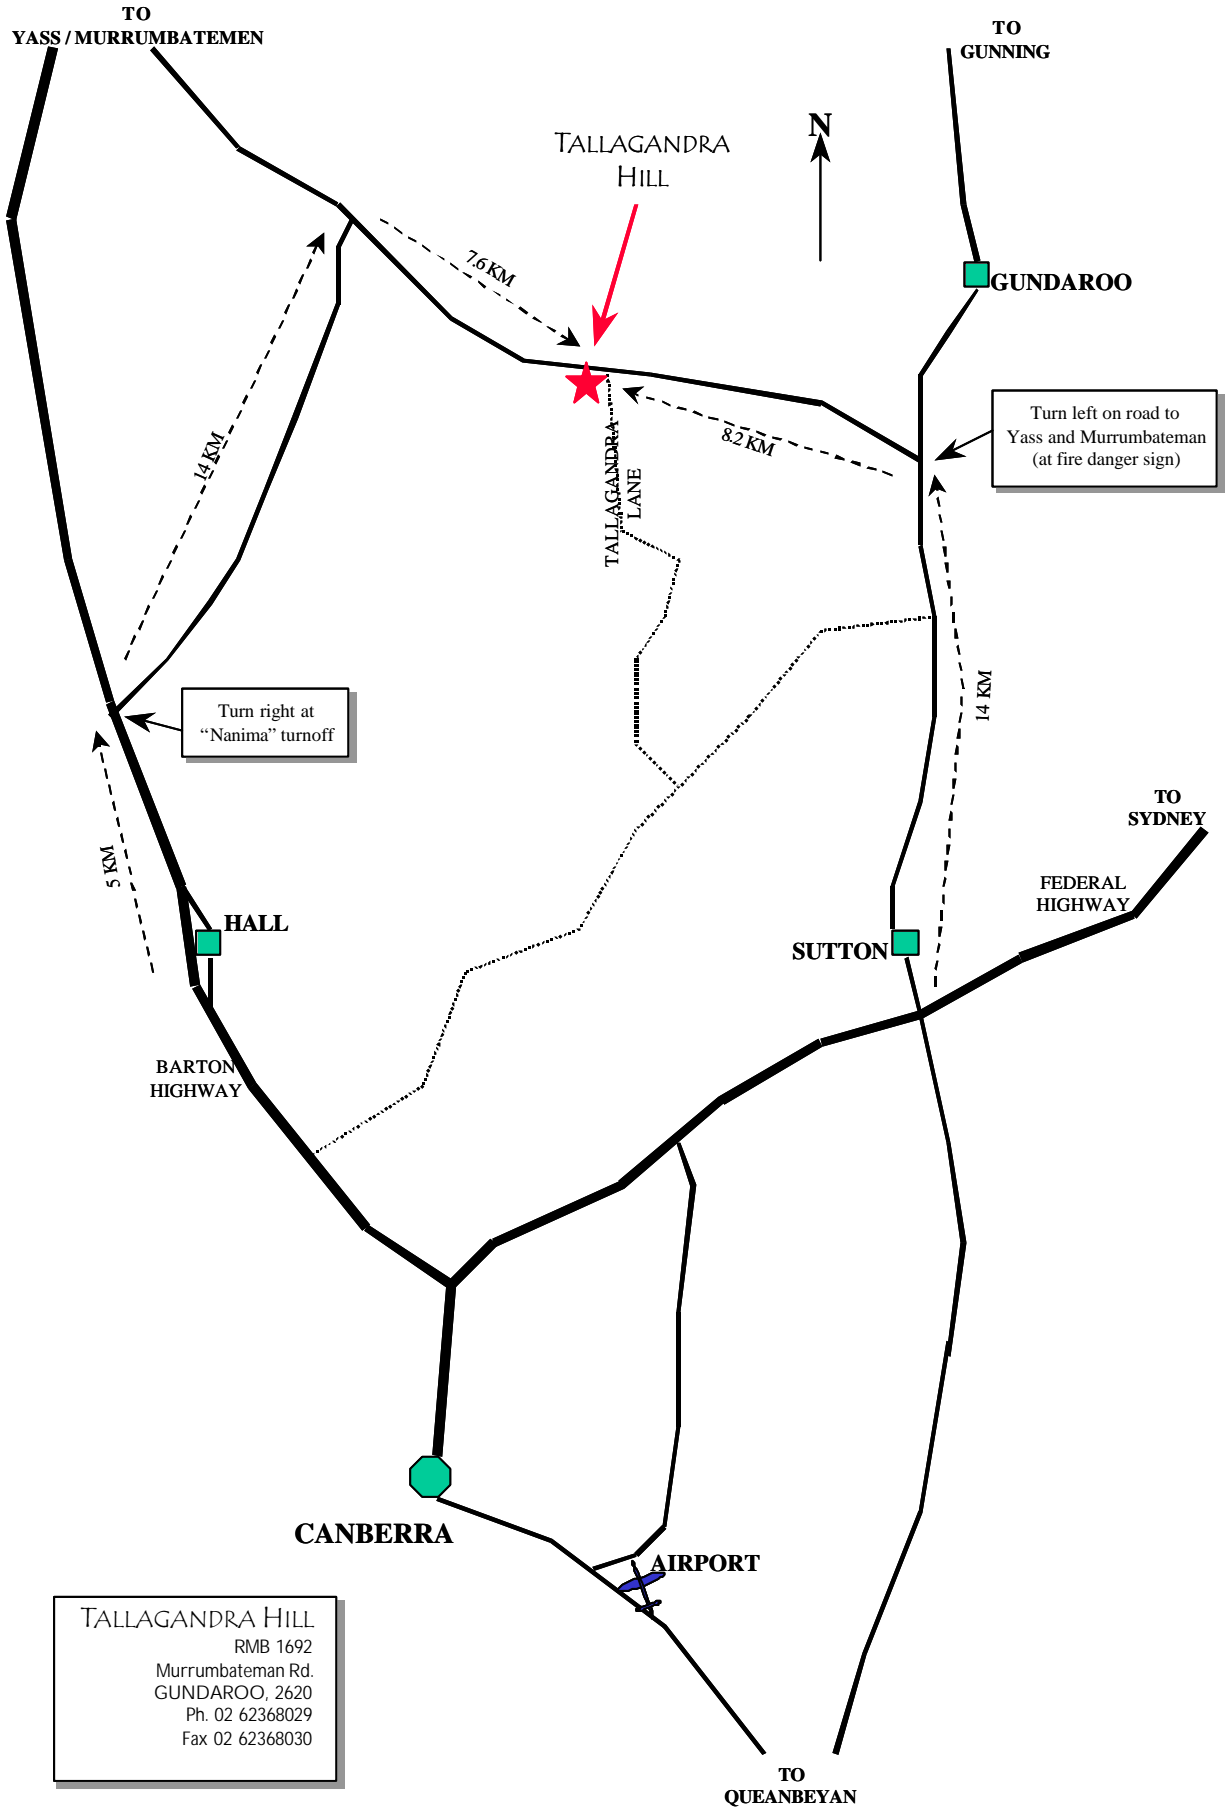 TO
YASS / MURRUMBATEMEN
TO
GUNNING
N
TALLAGANDRA
HILL
7.6 KM
GUNDAROO
Turn left on road to
Yass and Murrumbateman
(at fire danger sign)
14 KM
8.2 KM
TALLAGANDRA
LANE
14 KM
Turn right at
“Nanima” turnoff
TO
SYDNEY
5 KM
FEDERAL
HIGHWAY
HALL
SUTTON
BARTON
HIGHWAY
CANBERRA
AIRPORT
TALLAGANDRA HILL
RMB 1692
Murrumbateman Rd.
GUNDAROO, 2620
Ph. 02 62368029
Fax 02 62368030
TO
QUEANBEYAN